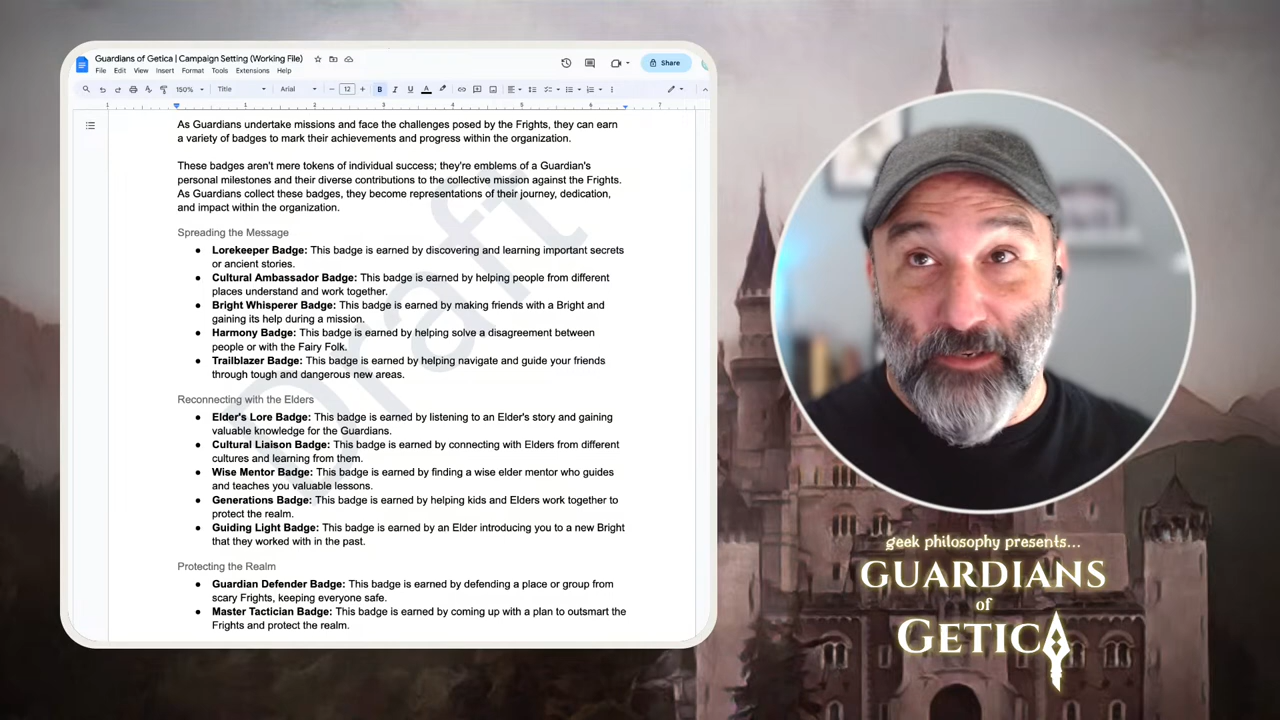 Guardians of Getica | Campaign Setting (Working File)
File Edit View Insert Format Tools Extensions Help
Share
150% Title Arial 12 B I U A
1 1 2 3 4 5 6 7
As Guardians undertake missions and face the challenges posed by the Frights, they can earn
a variety of badges to mark their achievements and progress within the organization.
These badges aren't mere tokens of individual success; they're emblems of a Guardian's
personal milestones and their diverse contributions to the collective mission against the Frights.
As Guardians collect these badges, they become representations of their journey, dedication,
and impact within the organization.
Spreading the Message
● Lorekeeper Badge: This badge is earned by discovering and learning important secrets
or ancient stories.
● Cultural Ambassador Badge: This badge is earned by helping people from different
places understand and work together.
● Bright Whisperer Badge: This badge is earned by making friends with a Bright and
gaining its help during a mission.
● Harmony Badge: This badge is earned by helping solve a disagreement between
people or with the Fairy Folk.
● Trailblazer Badge: This badge is earned by helping navigate and guide your friends
through tough and dangerous new areas.
Reconnecting with the Elders
● Elder's Lore Badge: This badge is earned by listening to an Elder's story and gaining
valuable knowledge for the Guardians.
● Cultural Liaison Badge: This badge is earned by connecting with Elders from different
cultures and learning from them.
● Wise Mentor Badge: This badge is earned by finding a wise elder mentor who guides
and teaches you valuable lessons.
● Generations Badge: This badge is earned by helping kids and Elders work together to
protect the realm.
● Guiding Light Badge: This badge is earned by an Elder introducing you to a new Bright
that they worked with in the past.
Protecting the Realm
● Guardian Defender Badge: This badge is earned by defending a place or group from
scary Frights, keeping everyone safe.
● Master Tactician Badge: This badge is earned by coming up with a plan to outsmart the
Frights and protect the realm.
Draft
geek philosophy presents...
GUARDIANS
of
GETICA